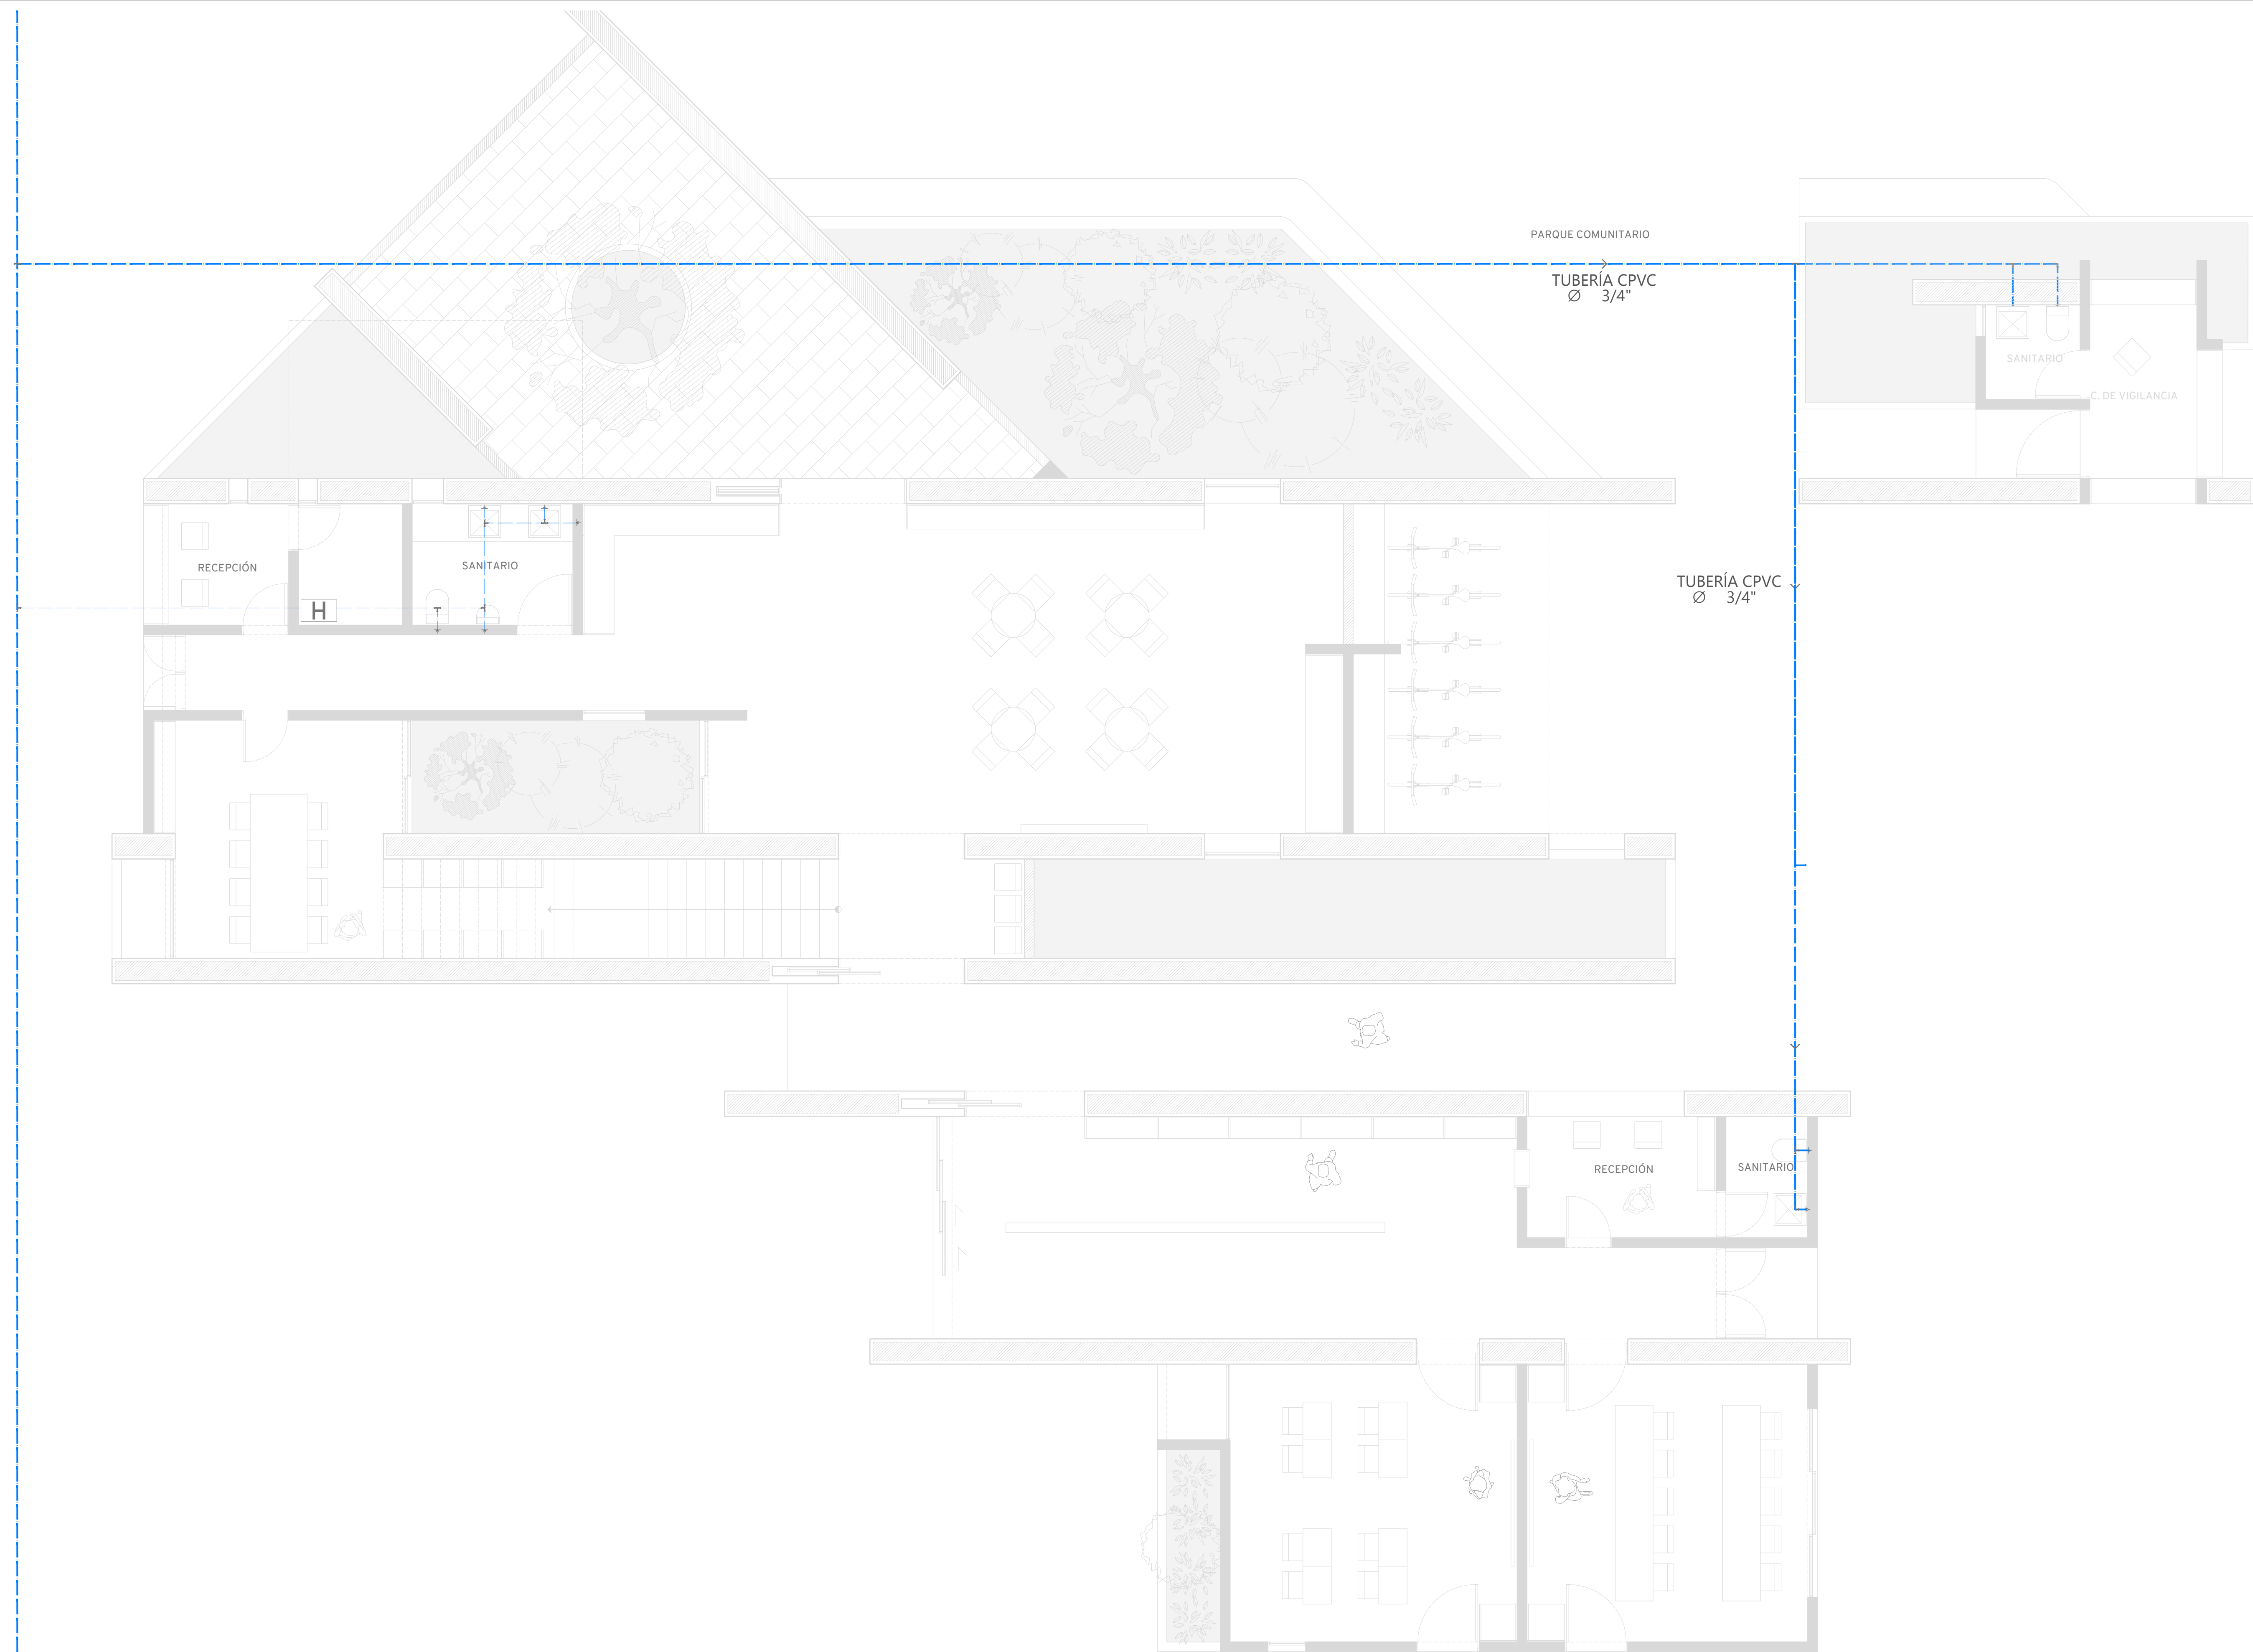 PARQUE COMUNITARIO
TUBERÍA CPVC
Ø 3/4"
SANITARIO
C. DE VIGILANCIA
RECEPCIÓN
SANITARIO
H
TUBERÍA CPVC
Ø 3/4"
RECEPCIÓN
SANITARIO